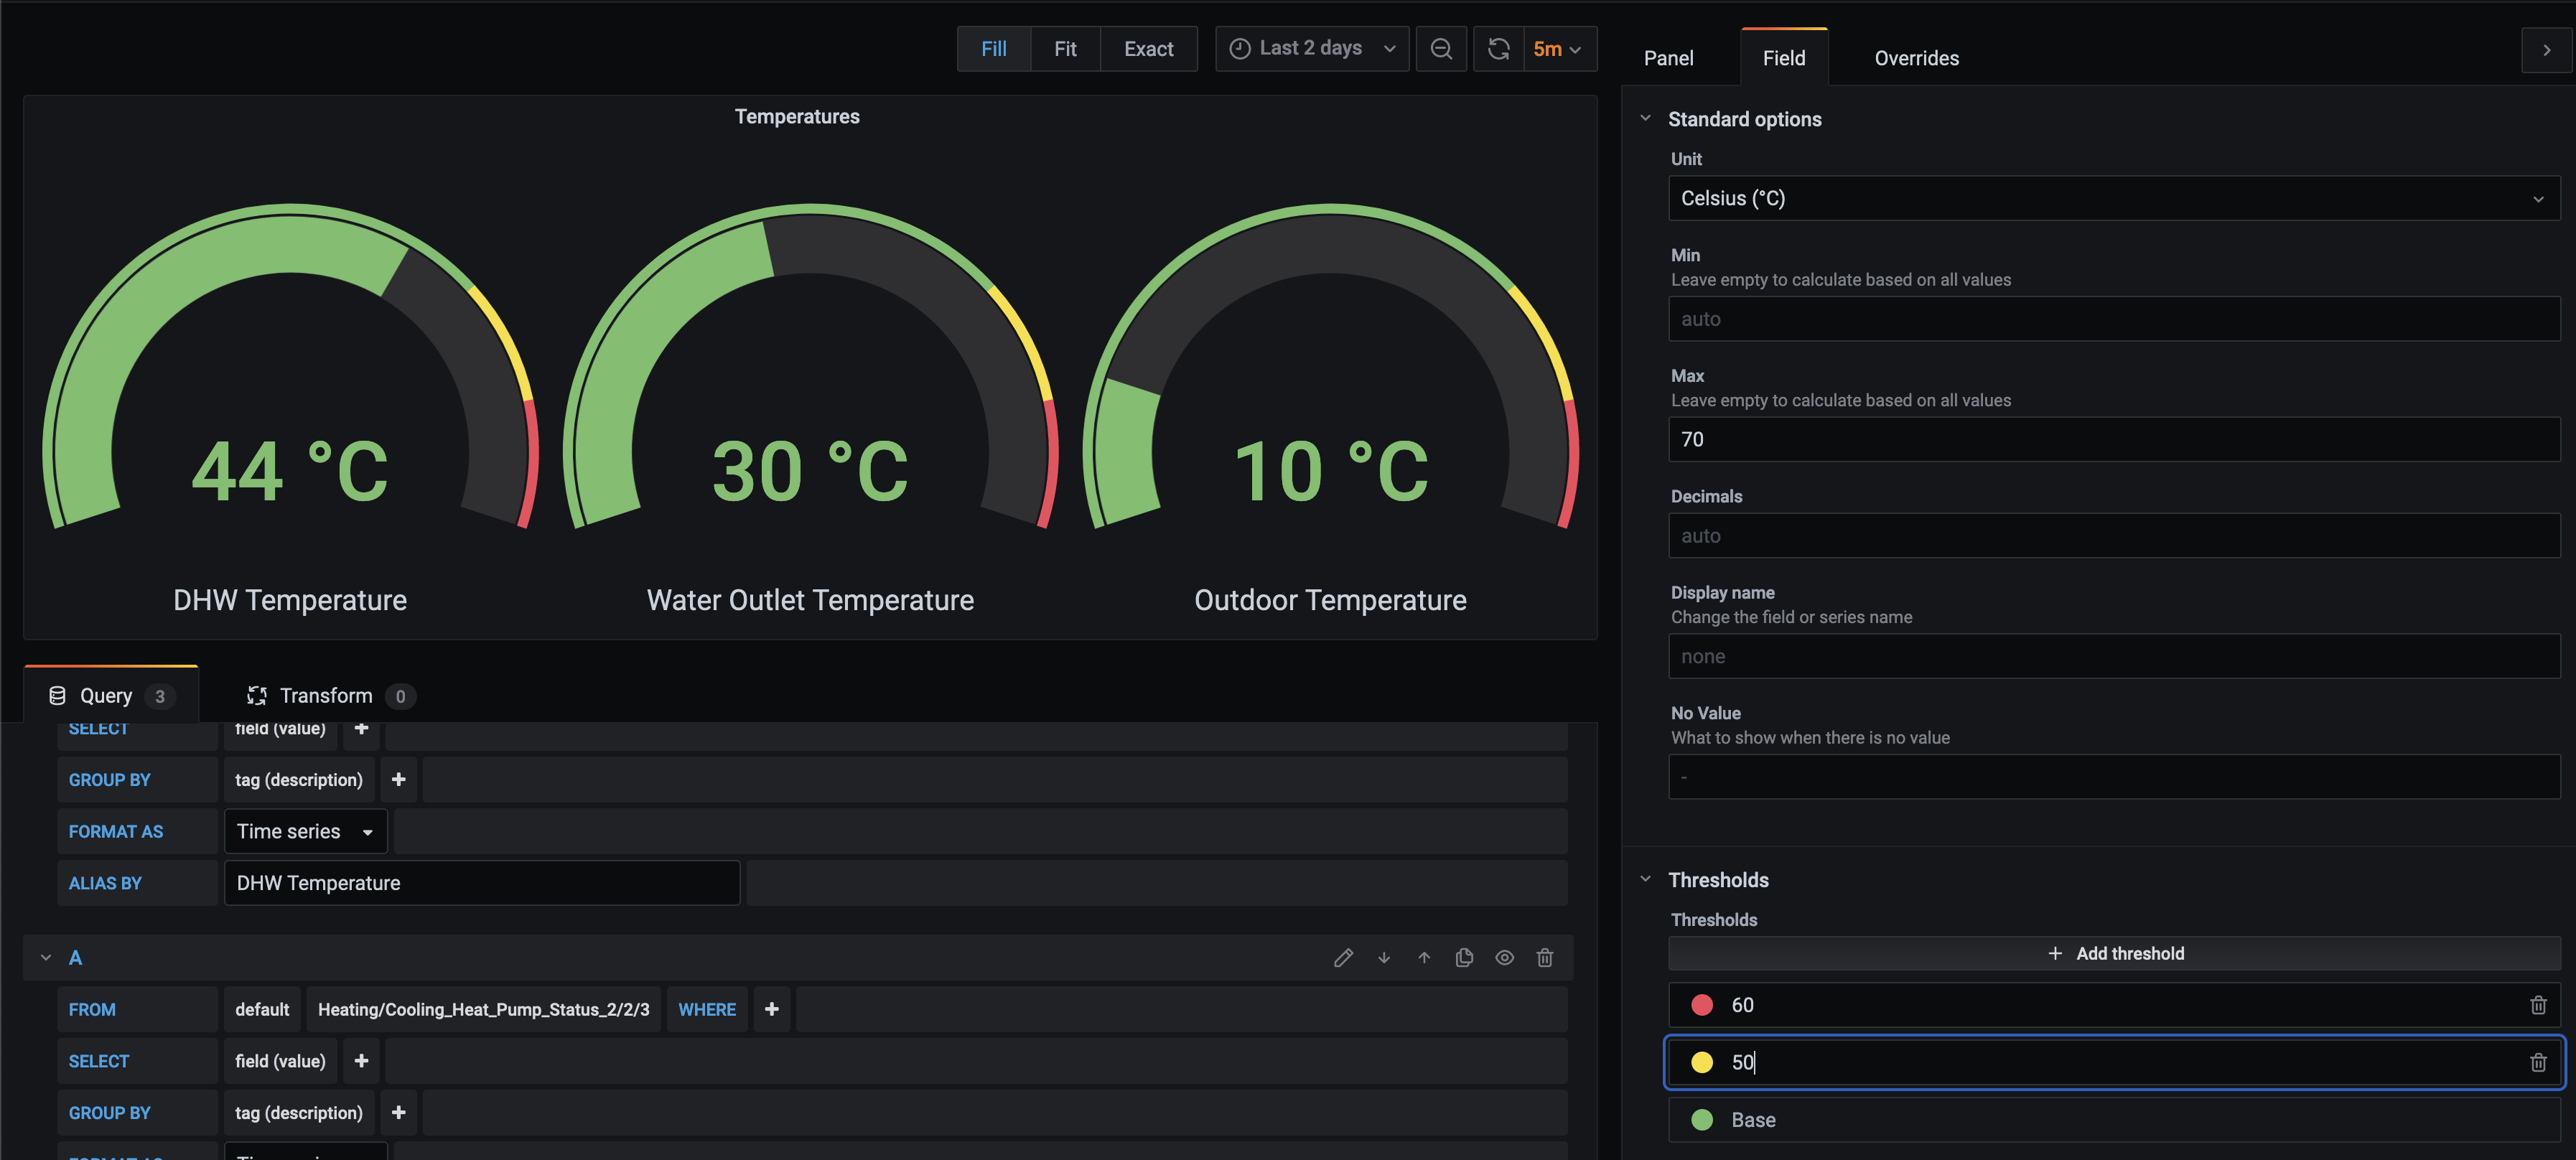 Fill Fit Exact Last 2 days 5m
Panel Field Overrides
Temperatures
44 °C 30 °C 10 °C
DHW Temperature Water Outlet Temperature Outdoor Temperature
Query 3 Transform 0
SELECT field (value) +
GROUP BY tag (description) +
FORMAT AS Time series
ALIAS BY DHW Temperature
A
FROM default Heating/Cooling_Heat_Pump_Status_2/2/3 WHERE +
SELECT field (value) +
GROUP BY tag (description) +
Standard options
Unit
Celsius (°C)
Min
Leave empty to calculate based on all values
auto
Max
Leave empty to calculate based on all values
70
Decimals
auto
Display name
Change the field or series name
none
No Value
What to show when there is no value
-
Thresholds
Thresholds
+ Add threshold
60
50
Base